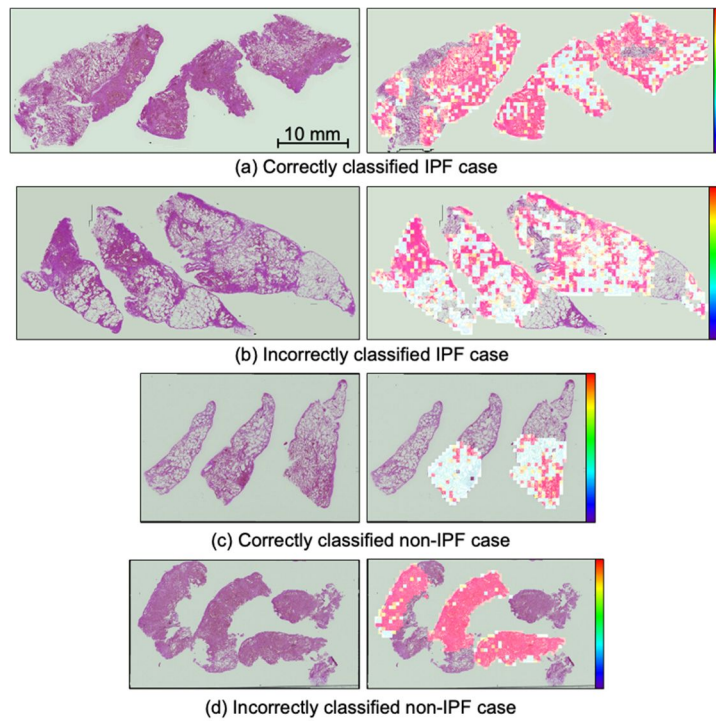 10 mm
(a) Correctly classified IPF case
(b) Incorrectly classified IPF case
(c) Correctly classified non-IPF case
(d) Incorrectly classified non-IPF case